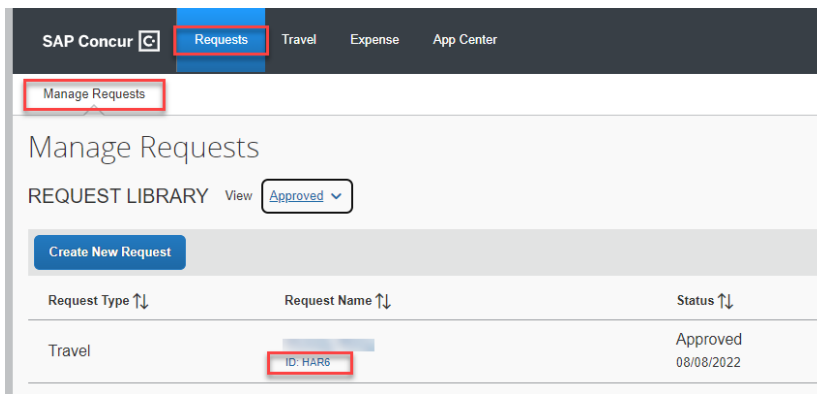 SAP Concur C Requests Travel Expense App Center
Manage Requests
Manage Requests
REQUEST LIBRARY View Approved
Create New Request
Request Type Request Name Status
Travel Approved
ID: HAR6 08/08/2022